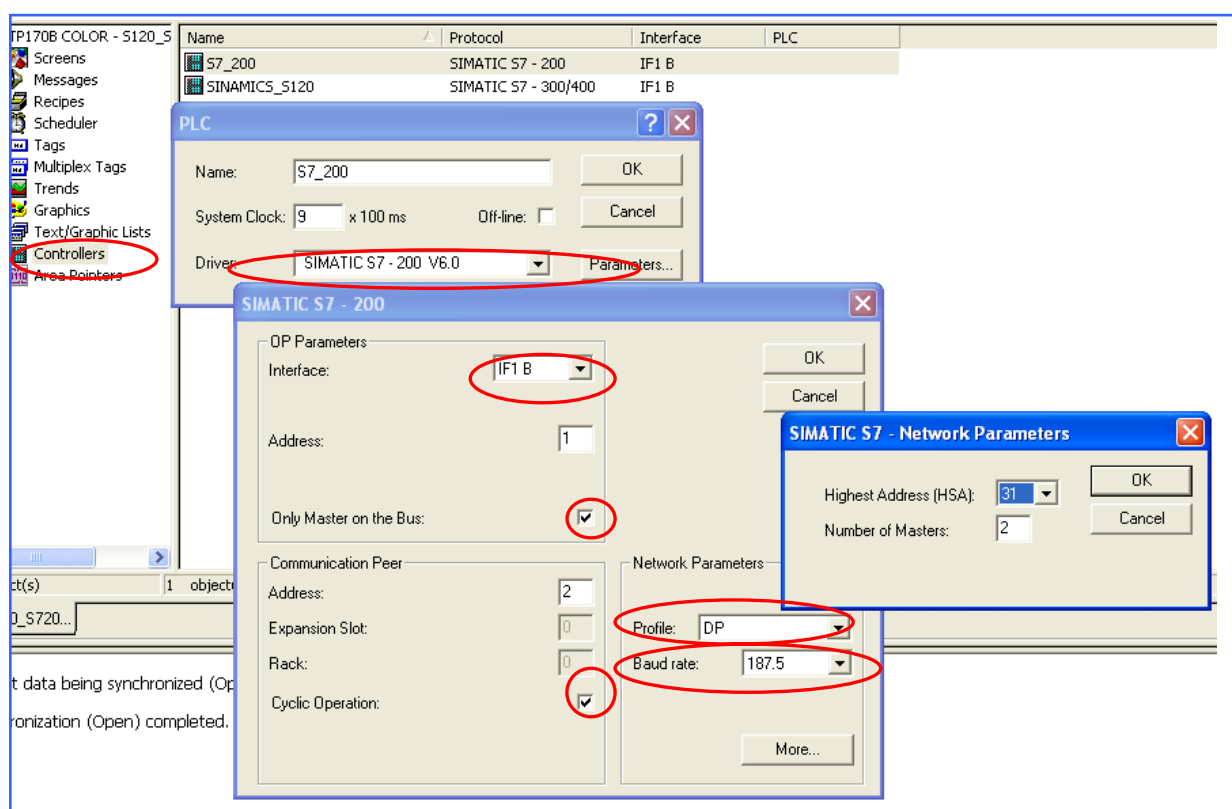 TP170B COLOR - S120_S
Name Protocol Interface PLC
Screens
S7_200 SIMATIC S7 - 200 IF1 B
Messages
SINAMICS_S120 SIMATIC S7 - 300/400 IF1 B
Recipes
Scheduler
Tags
Multiplex Tags
Trends
Graphics
Text/Graphic Lists
Controllers
Area Pointers
PLC
Name: S7_200 OK
System Clock: 9 x 100 ms Off-line: Cancel
Driver: SIMATIC S7 - 200 V6.0 Parameters...
SIMATIC S7 - 200
OP Parameters
Interface: IF1 B OK
Cancel
Address: 1
Only Master on the Bus:
Communication Peer
Address: 2
Expansion Slot: 0
Rack: 0
Cyclic Operation:
Network Parameters
Profile: DP
Baud rate: 187.5
More...
SIMATIC S7 - Network Parameters
Highest Address (HSA): 31 OK
Number of Masters: 2 Cancel
ct(s) 1 object
0_S720...
t data being synchronized (Op
ronization (Open) completed.